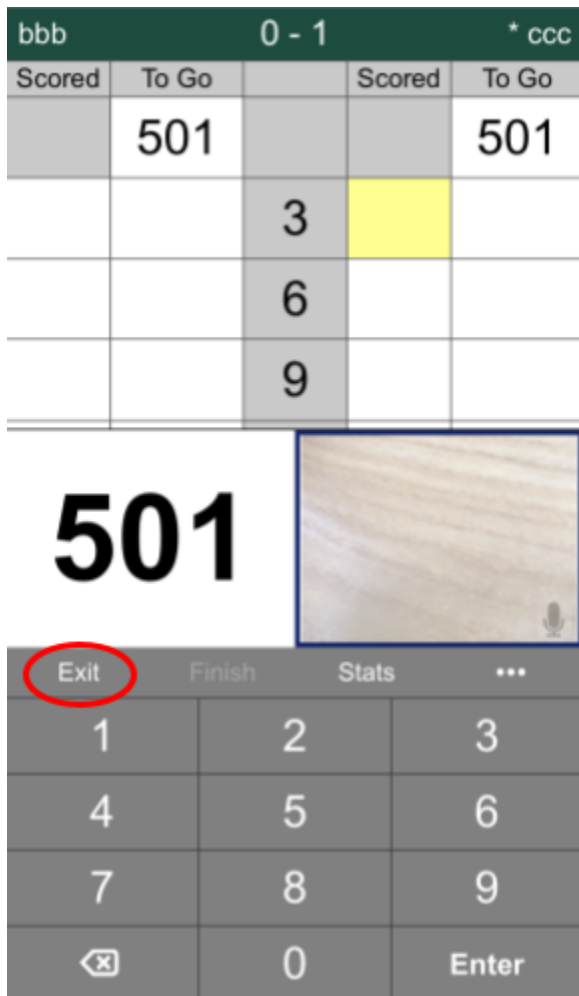 bbb 0 - 1 * ccc
Scored To Go Scored To Go
501 501
3
6
9
501
Exit Finish Stats •••
1 2 3
4 5 6
7 8 9
0 Enter